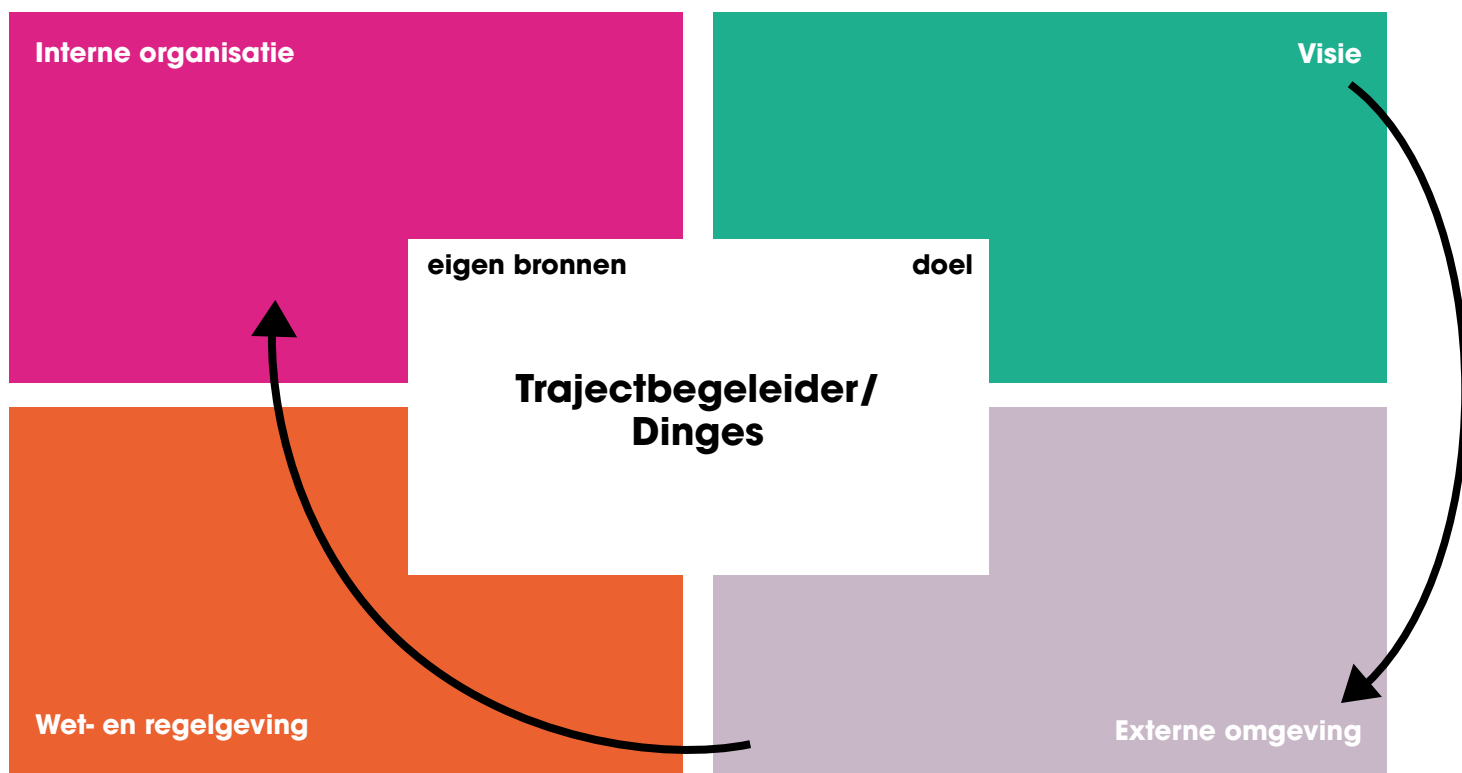 Interne organisatie
Visie
eigen bronnen
doel
Trajectbegeleider/
Dinges
Wet- en regelgeving
Externe omgeving